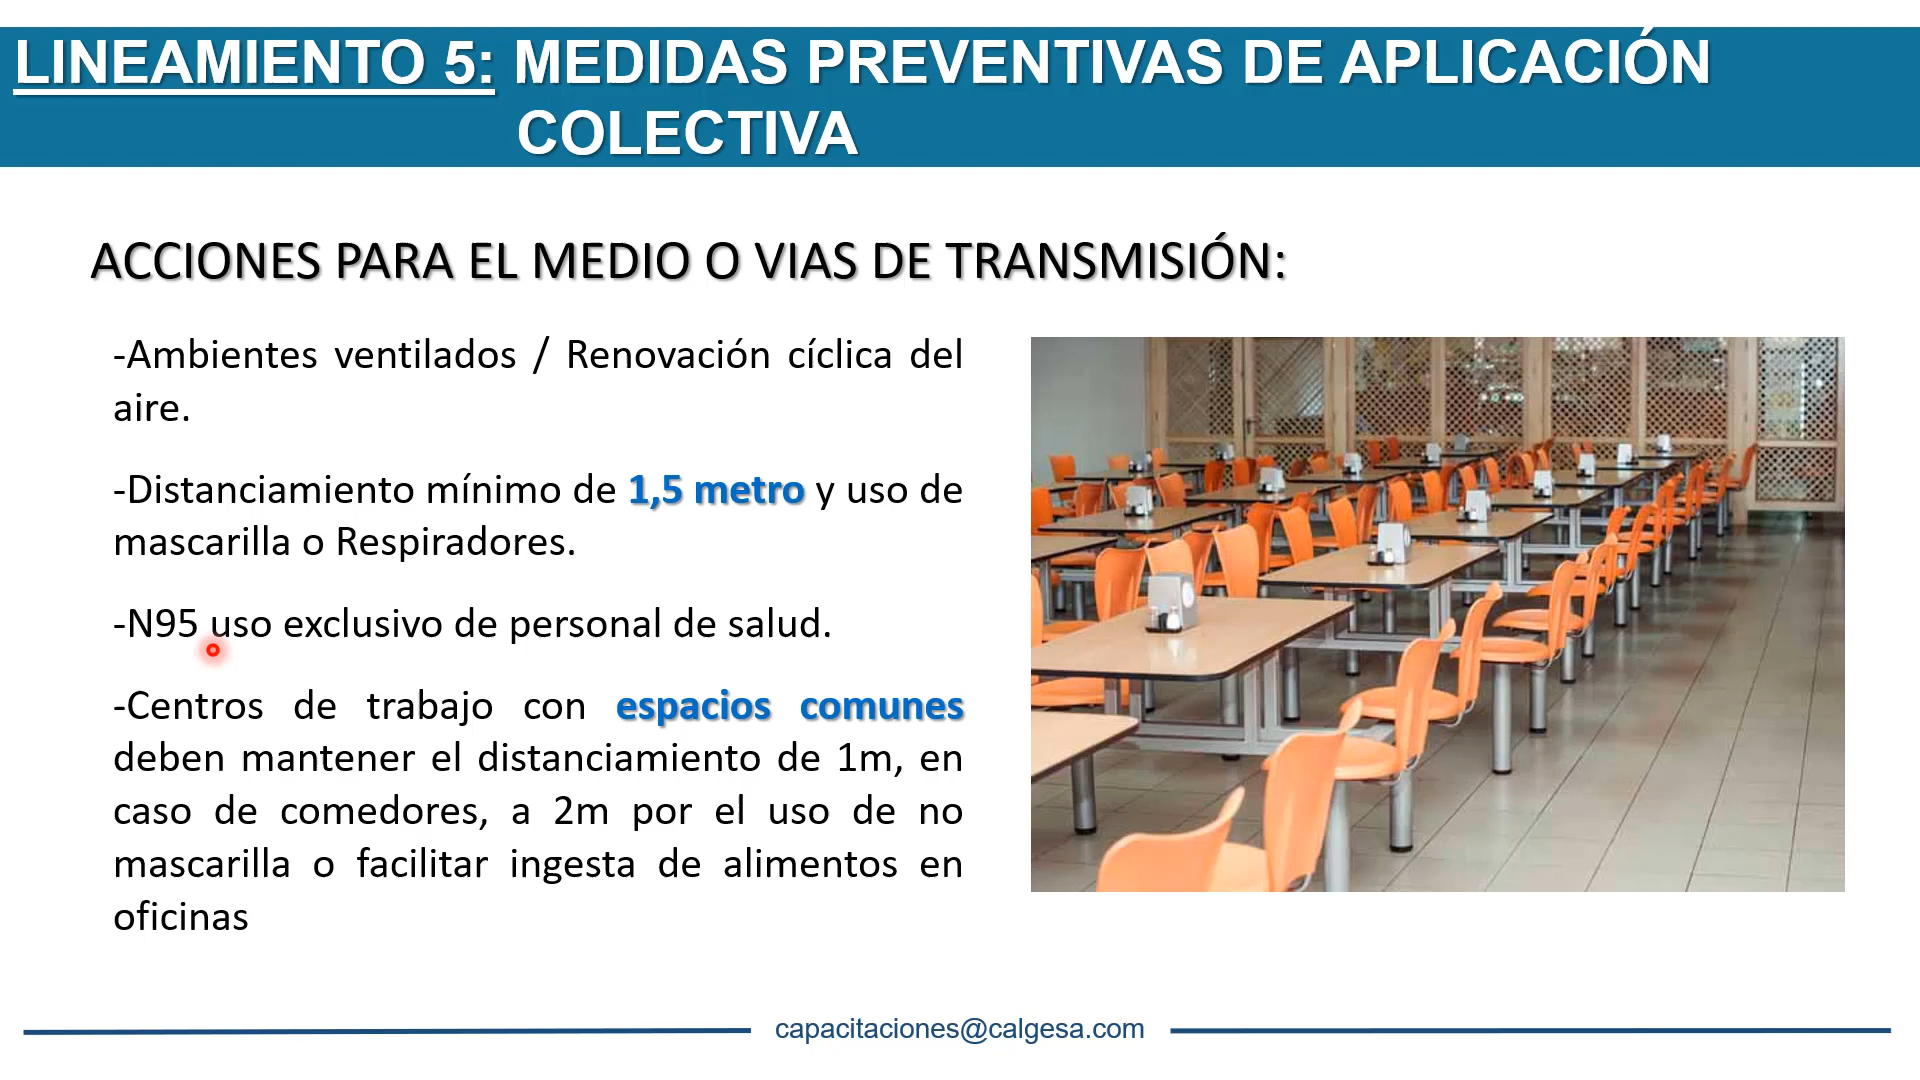 LINEAMIENTO 5: MEDIDAS PREVENTIVAS DE APLICACIÓN
COLECTIVA
ACCIONES PARA EL MEDIO O VIAS DE TRANSMISIÓN:
-Ambientes ventilados / Renovación cíclica del
aire.
-Distanciamiento mínimo de 1,5 metro y uso de
mascarilla o Respiradores.
-N95 uso exclusivo de personal de salud.
-Centros de trabajo con espacios comunes
deben mantener el distanciamiento de 1m, en
caso de comedores, a 2m por el uso de no
mascarilla o facilitar ingesta de alimentos en
oficinas
capacitaciones@calgesa.com